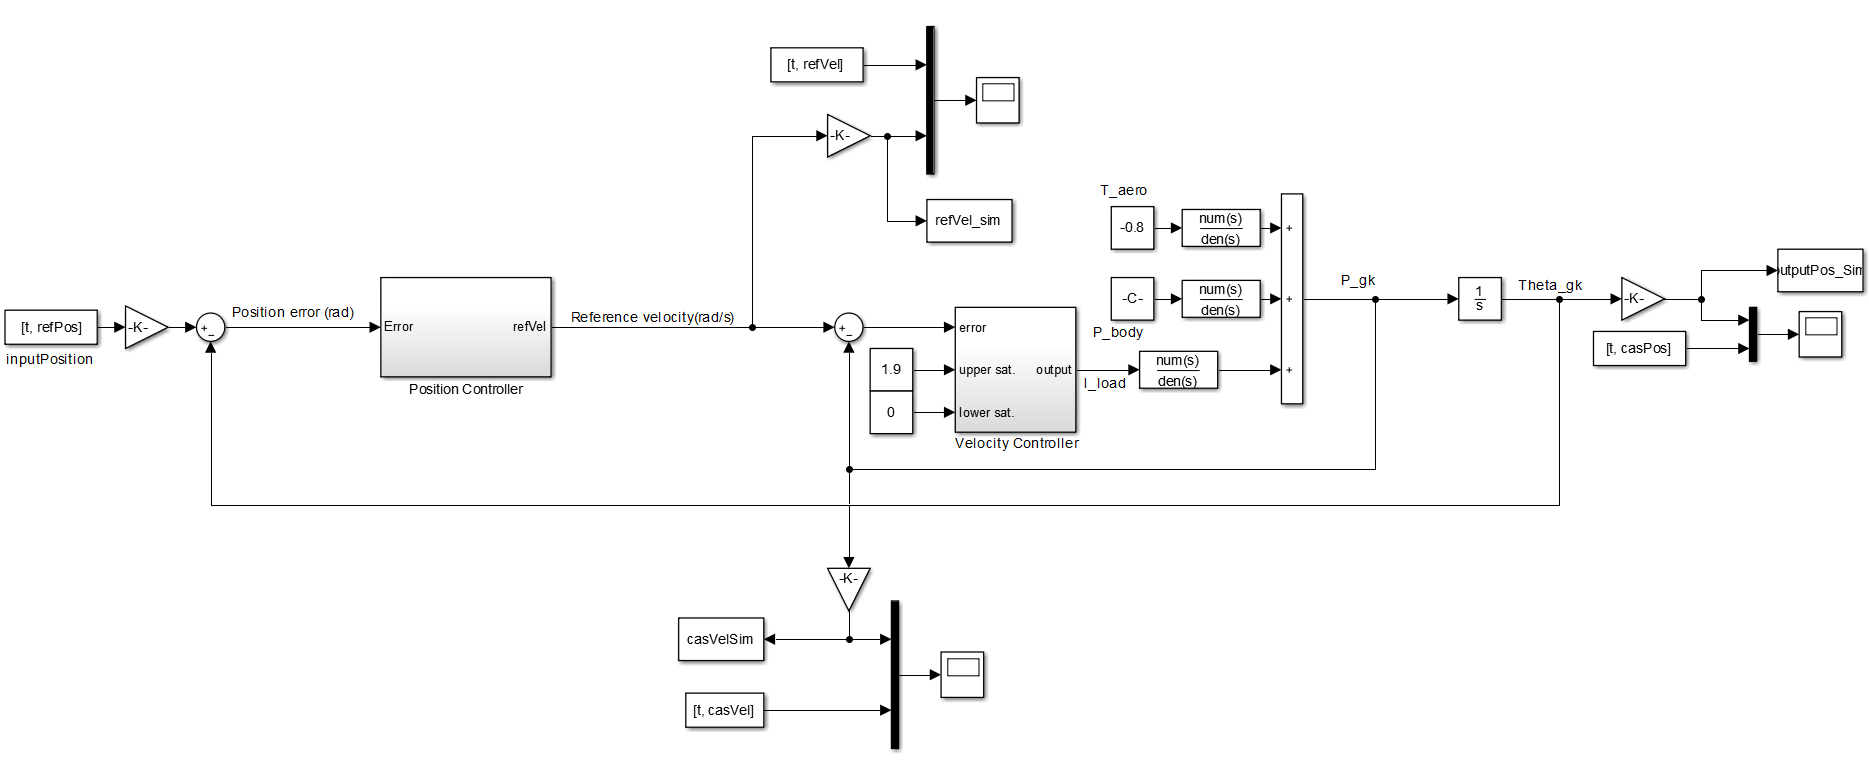 [t, refVel]
-K-
refVel_sim
T_aero
-0.8
num(s)
den(s)
+
-C-
num(s)
den(s)
+
P_body
P_gk
1
s
Theta_gk
-K-
utputPos_Sim
[t, casPos]
[t, refPos]
inputPosition
-K-
+
−
Position error (rad)
Error
refVel
Position Controller
Reference velocity(rad/s)
+
−
1.9
0
error
upper sat.
output
lower sat.
Velocity Controller
I_load
num(s)
den(s)
+
-K-
casVelSim
[t, casVel]